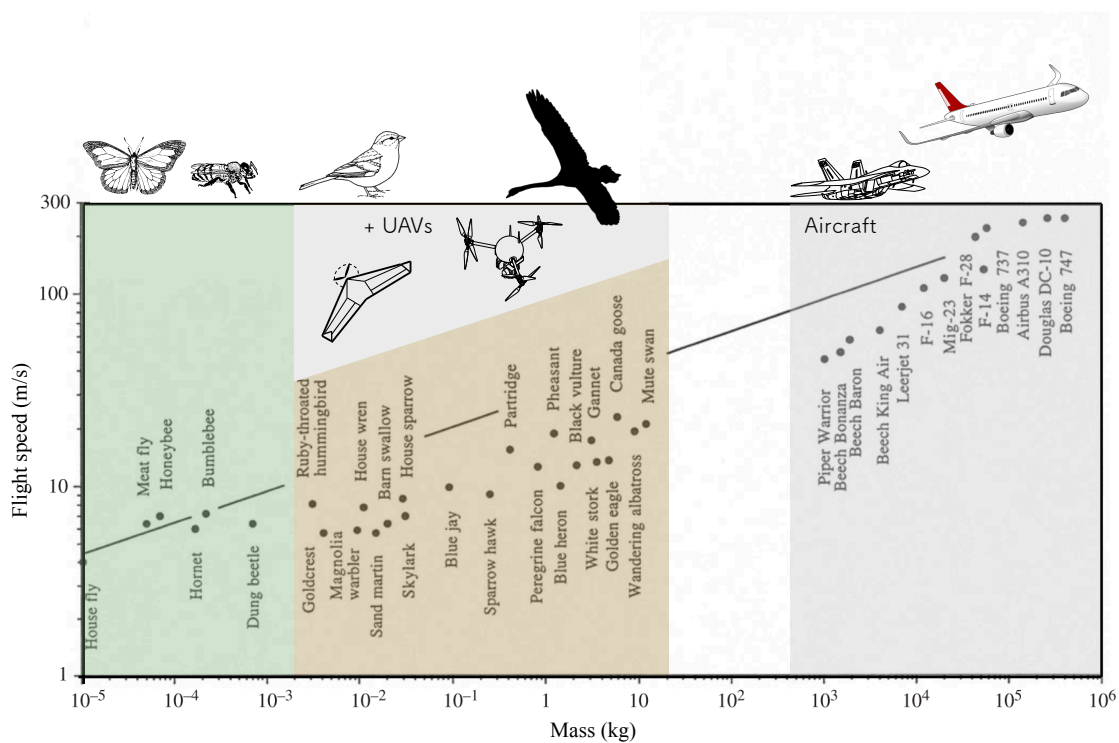 + UAVs
Aircraft
300
100
10
1
Flight speed (m/s)
House fly
Meat fly
Honeybee
Hornet
Bumblebee
Dung beetle
Ruby-throated
hummingbird
Goldcrest
Magnolia
warbler
House wren
Sand martin
Barn swallow
House sparrow
Skylark
Blue jay
Sparrow hawk
Partridge
Peregrine falcon
Pheasant
Blue heron
Black vulture
Gannet
White stork
Golden eagle
Canada goose
Wandering albatross
Mute swan
Piper Warrior
Beech Bonanza
Beech Baron
Beech King Air
Leerjet 31
F-16
Mig-23
Fokker F-28
F-14
Boeing 737
Airbus A310
Douglas DC-10
Boeing 747
10⁻⁵
10⁻⁴
10⁻³
10⁻²
10⁻¹
1
10
10²
10³
10⁴
10⁵
10⁶
Mass (kg)